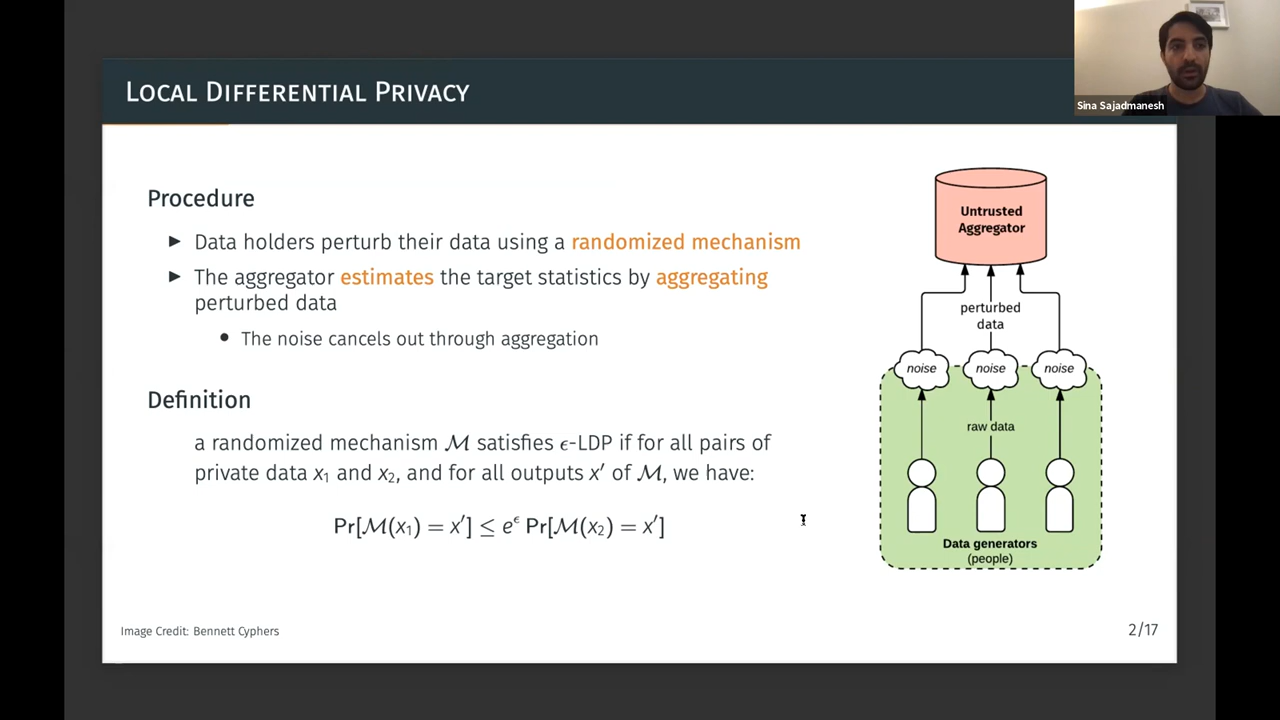 LOCAL DIFFERENTIAL PRIVACY
Sina Sajadmanesh
Procedure
► Data holders perturb their data using a randomized mechanism
► The aggregator estimates the target statistics by aggregating
perturbed data
• The noise cancels out through aggregation
Definition
a randomized mechanism ℳ satisfies ϵ-LDP if for all pairs of
private data x₁ and x₂, and for all outputs x′ of ℳ, we have:
Pr[ℳ(x₁) = x′] ≤ e^ϵ Pr[ℳ(x₂) = x′]
Untrusted
Aggregator
perturbed
data
noise noise noise
raw data
Data generators
(people)
Image Credit: Bennett Cyphers
2/17